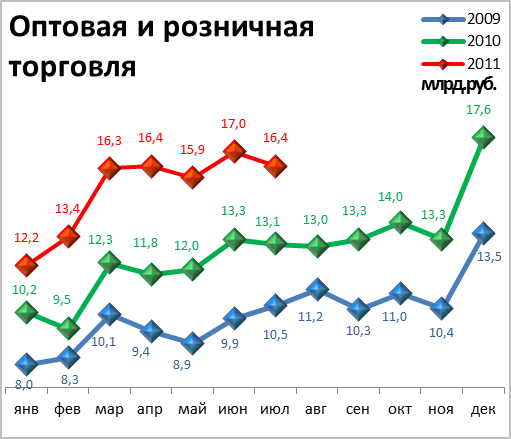 Оптовая и розничная
торговля
2009
2010
2011
млрд.руб.
12,2 13,4 16,3 16,4 15,9 17,0 16,4
10,2 9,5 12,3 11,8 12,0 13,3 13,1 13,0 13,3 14,0 13,3 17,6
8,0 8,3 10,1 9,4 8,9 9,9 10,5 11,2 10,3 11,0 10,4 13,5
янв фев мар апр май июн июл авг сен окт ноя дек